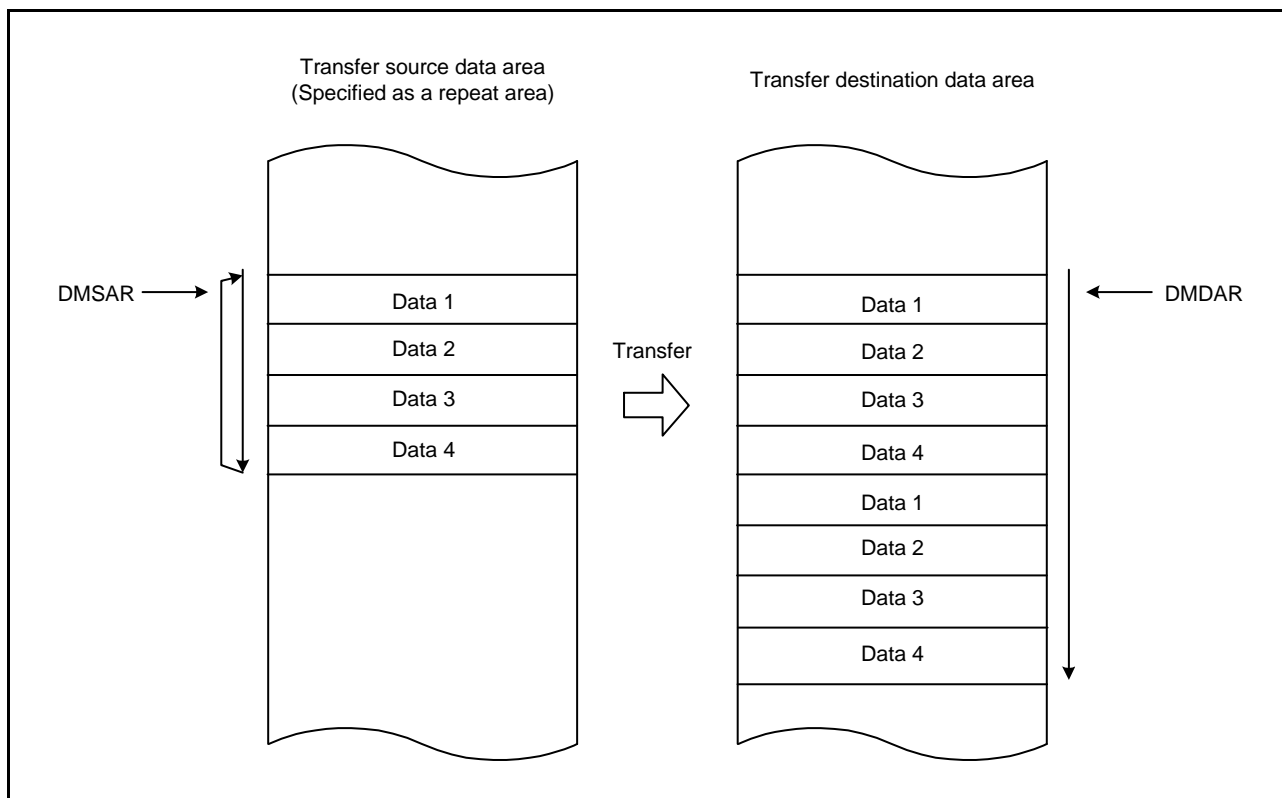 Transfer source data area
(Specified as a repeat area)
Transfer destination data area
DMSAR
Data 1
Data 2
Data 3
Data 4
Transfer
Data 1
Data 2
Data 3
Data 4
Data 1
Data 2
Data 3
Data 4
DMDAR